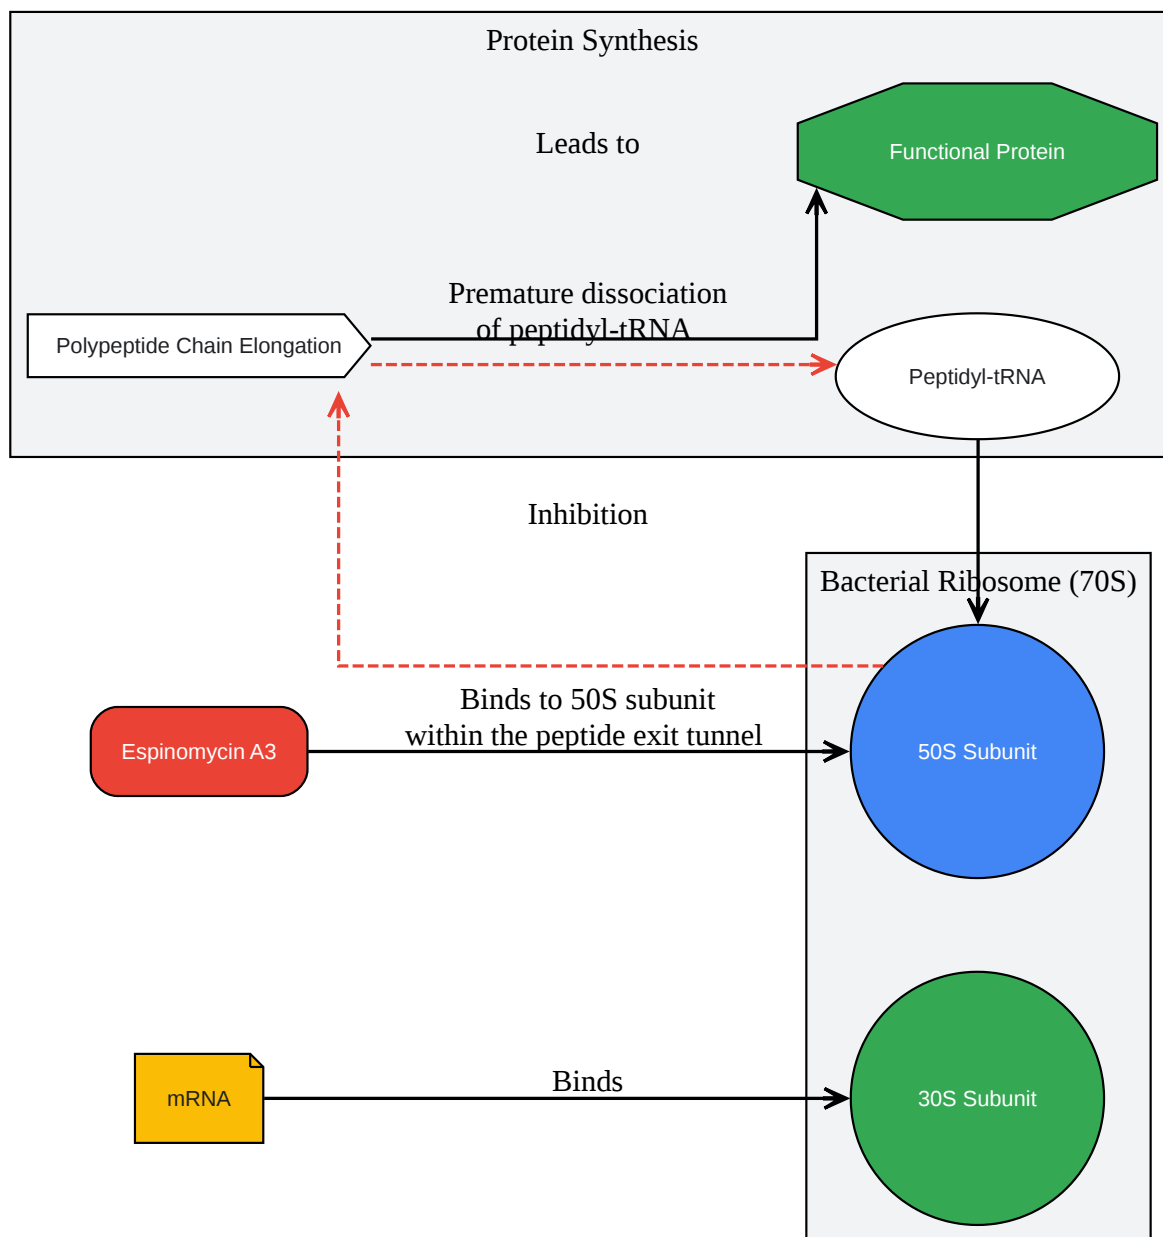 Protein Synthesis
Leads to
Functional Protein
Premature dissociation
of peptidyl-tRNA
Polypeptide Chain Elongation
Peptidyl-tRNA
Inhibition
Bacterial Ribosome (70S)
Binds to 50S subunit
within the peptide exit tunnel
Espinomycin A3
50S Subunit
Binds
mRNA
30S Subunit